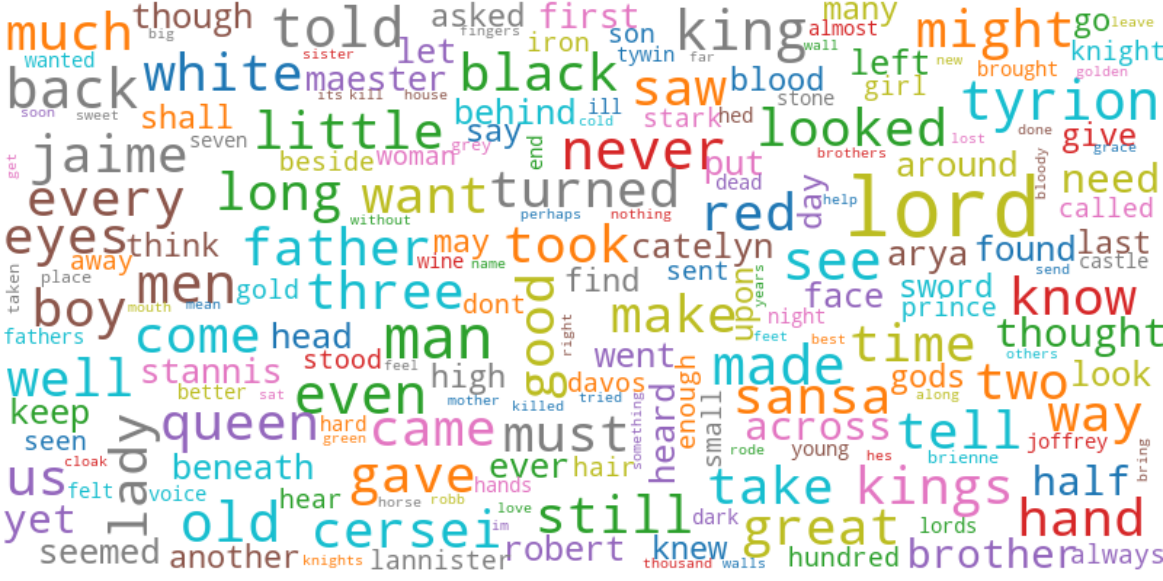 much though big told asked fingers first son king many almost wall might go leave
wanted sister let iron tywin far left new brought knight golden
back white maester black saw blood girl tyrion
soon sweet shall its kill house behind ill cold stone stark hed looked lost done give grace
jaime seven little say grey end never but brothers around bloody need
get beside woman dead day help called
every long want turned red lord
without perhaps nothing
eyes think father may took catelyn see arya found last
away wine name sent send castle
taken place men gold three dont good find upon years face sword prince know
boy mouth mean right make night
fathers come head man feet best time others thought
well stannis stood feel high went made gods two look
better sat even mother killed davos tried enough sansa along way
keep queen hard green came must something heard small across tell joffrey
seen lady rode young hes brienne bring
us cloak beneath gave ever hair take kings half
felt voice hear horse robb hands
yet old cersei love im still dark great lords hand
seemed another knights lannister robert knew thousand walls hundred brother always